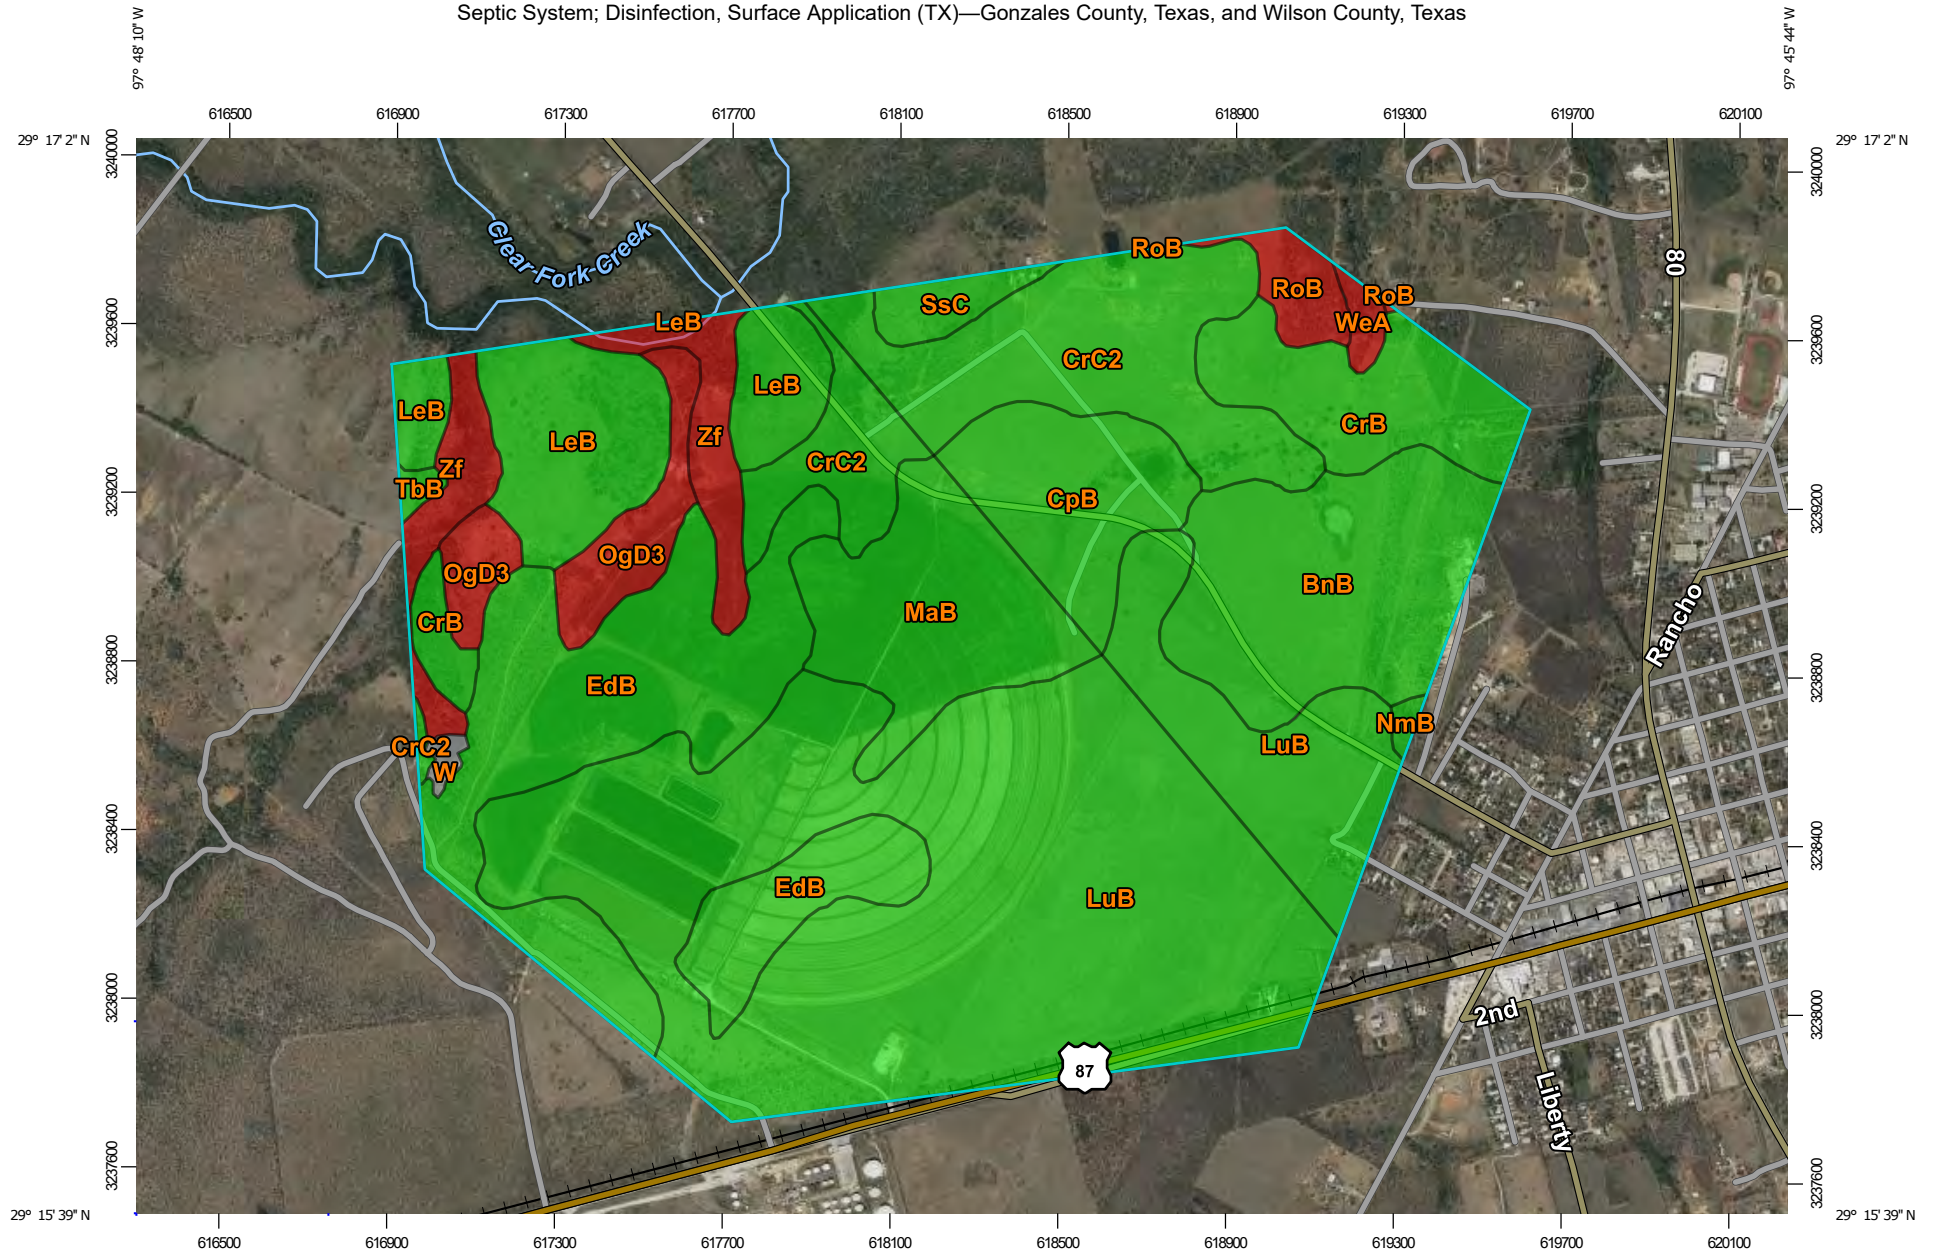 Septic System; Disinfection, Surface Application (TX)—Gonzales County, Texas, and Wilson County, Texas
97° 48' 10" W
97° 45' 44" W
616500 616900 617300 617700 618100 618500 618900 619300 619700 620100
29° 17' 2" N
29° 17' 2" N
3240000
3240000
Clear Fork Creek
80
RoB
RoB
RoB
SsC
LeB
WeA
3239600
3239600
CrC2
LeB
LeB
LeB
CrB
Zf
Zf
CrC2
TbB
CpB
3239200
3239200
OgD3
OgD3
BnB
MaB
CrB
Rancho
3238800
3238800
EdB
NmB
LuB
CrC2
W
3238400
3238400
EdB
LuB
3238000
3238000
2nd
87
Liberty
3237600
3237600
29° 15' 39" N
29° 15' 39" N
616500 616900 617300 617700 618100 618500 618900 619300 619700 620100